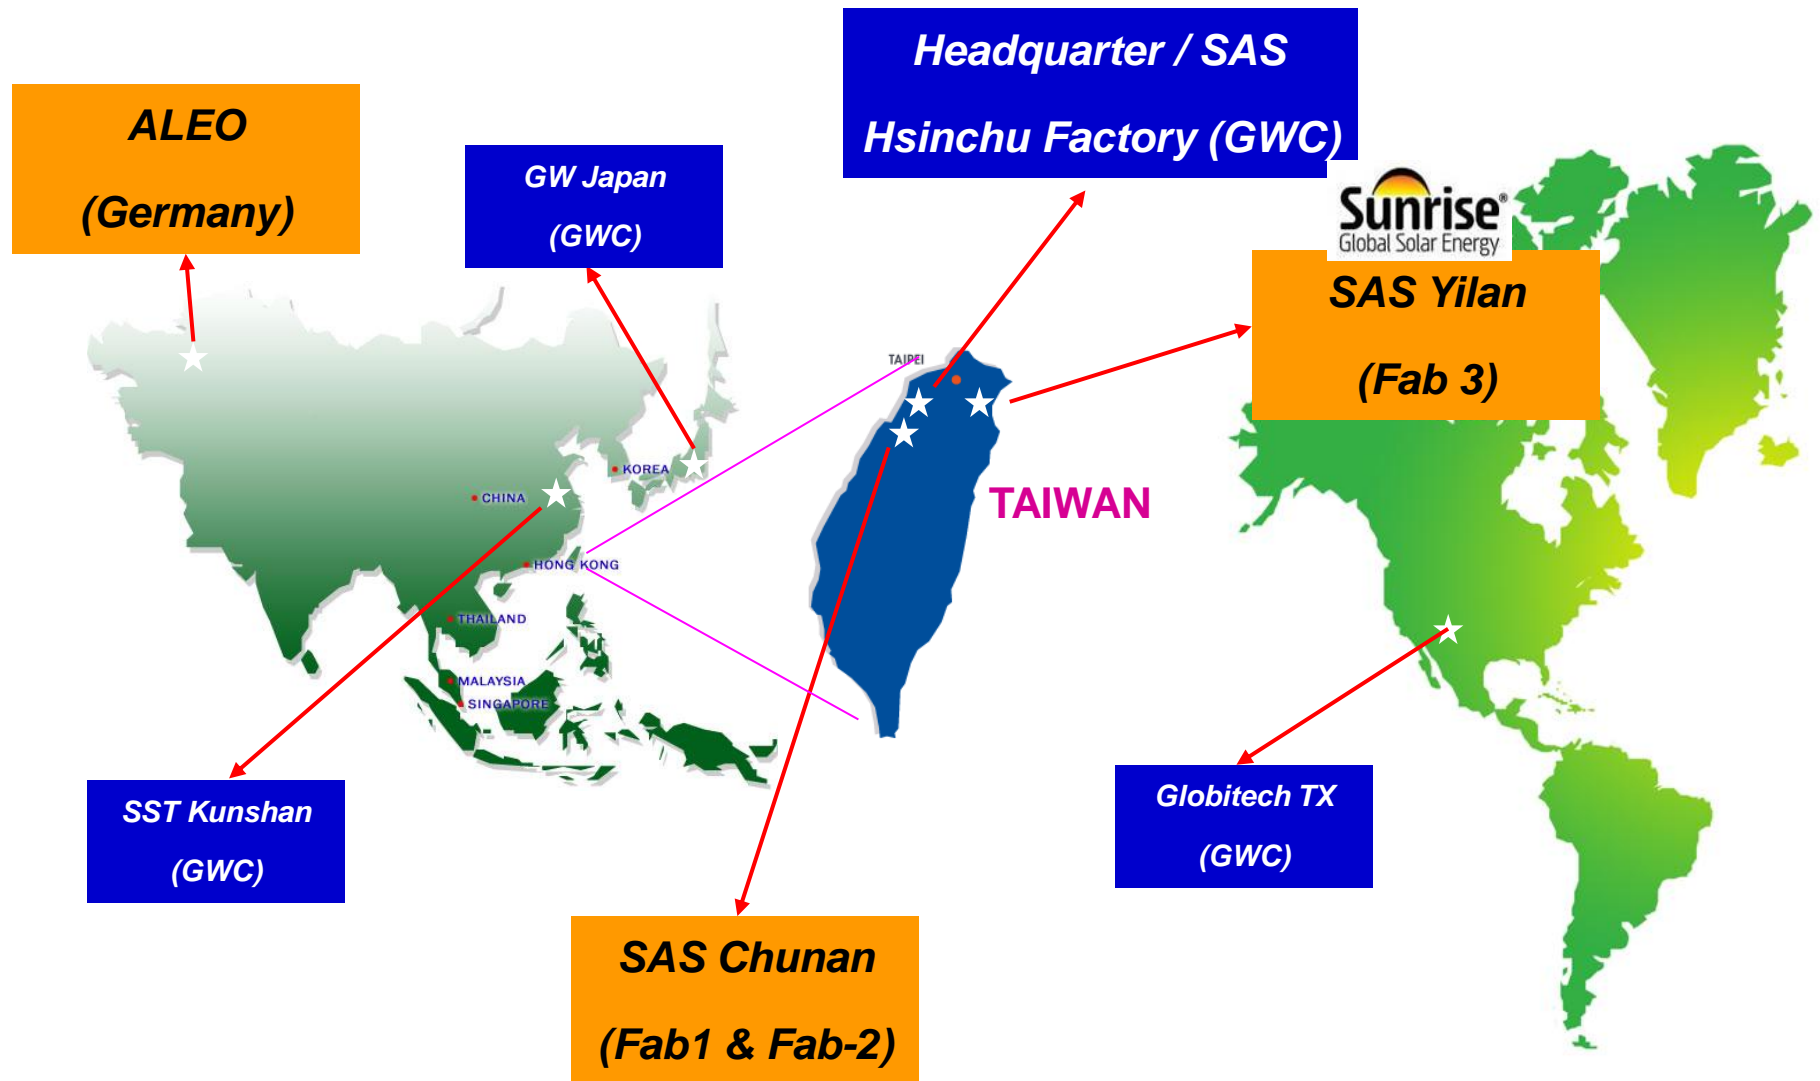 Headquarter / SAS
Hsinchu Factory (GWC)
ALEO
(Germany)
GW Japan
(GWC)
Sunrise®
Global Solar Energy
SAS Yilan
(Fab 3)
TAIPEI
TAIWAN
KOREA
CHINA
HONG KONG
THAILAND
MALAYSIA
SINGAPORE
SST Kunshan
(GWC)
Globitech TX
(GWC)
SAS Chunan
(Fab1 & Fab-2)